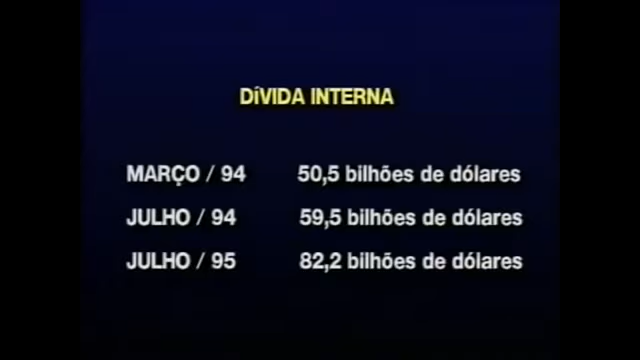 DíVIDA INTERNA
MARÇO / 94 50,5 bilhões de dólares
JULHO / 94 59,5 bilhões de dólares
JULHO / 95 82,2 bilhões de dólares